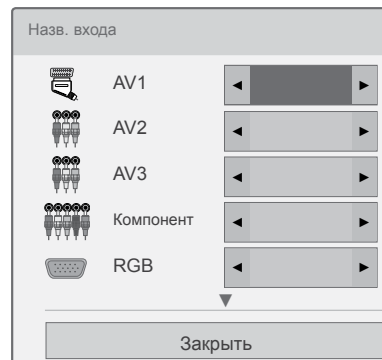 Назв. входа
AV1
AV2
AV3
Компонент
RGB
Закрыть